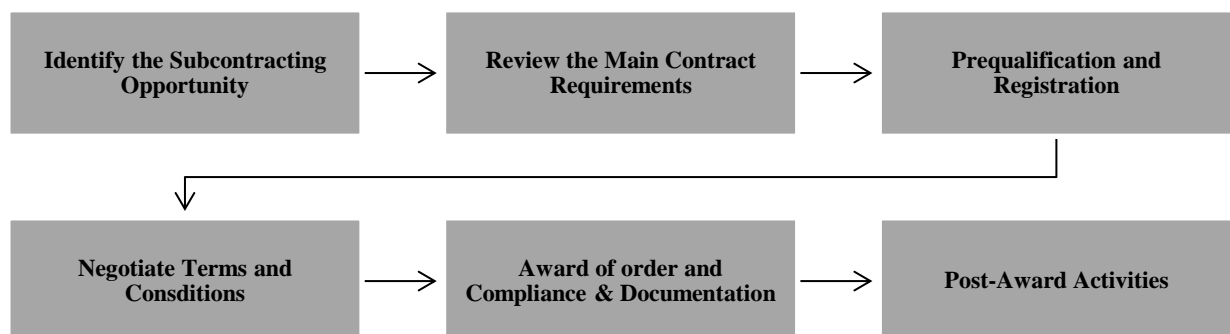 Identify the Subcontracting
Opportunity
Review the Main Contract
Requirements
Prequalification and
Registration
Negotiate Terms and
Consditions
Award of order and
Compliance & Documentation
Post-Award Activities